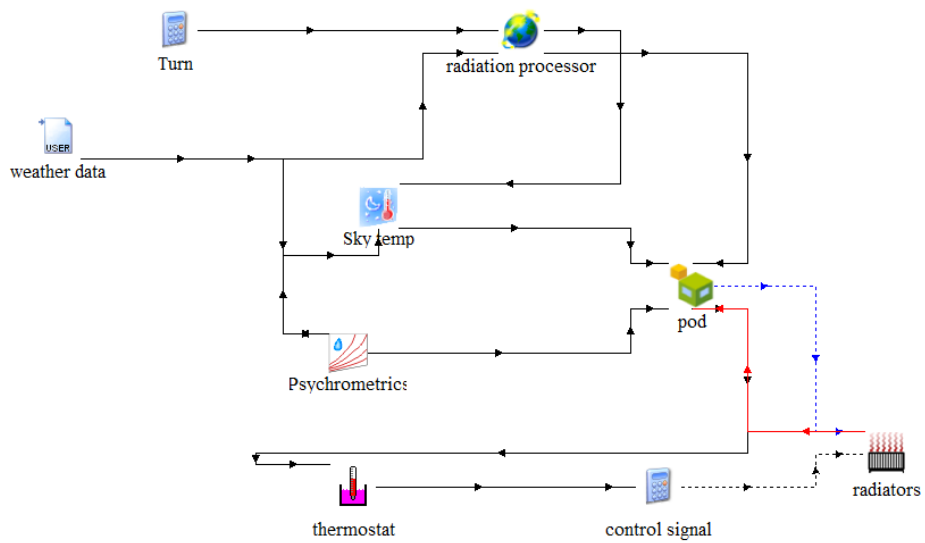 Turn
radiation processor
USER
weather data
Sky temp
pod
Psychrometrics
radiators
thermostat
control signal